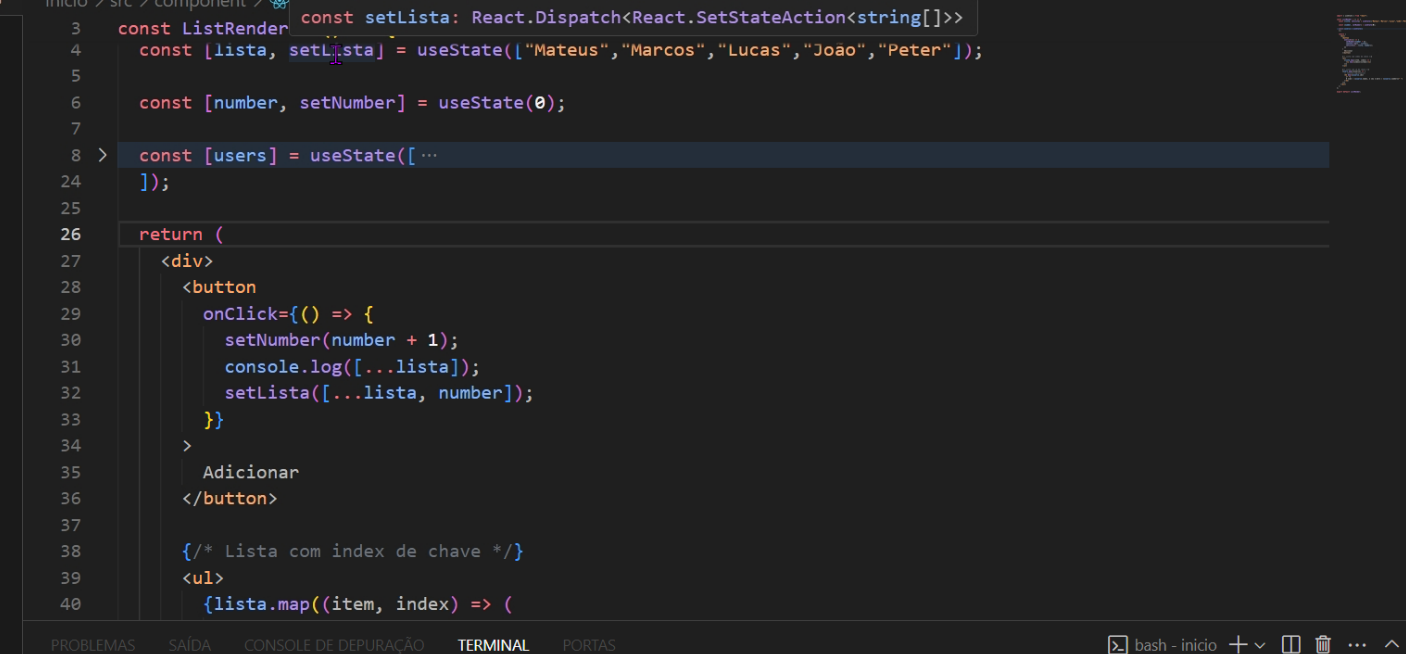 inicio > src > component >
const setLista: React.Dispatch<React.SetStateAction<string[]>>
3 const ListRender
4 const [lista, setLista] = useState(["Mateus","Marcos","Lucas","João","Peter"]);
5
6 const [number, setNumber] = useState(0);
7
8 > const [users] = useState([ ···
24 ]);
25
26 return (
27 <div>
28 <button
29 onClick={() => {
30 setNumber(number + 1);
31 console.log([...lista]);
32 setLista([...lista, number]);
33 }}
34 >
35 Adicionar
36 </button>
37
38 {/* Lista com index de chave */}
39 <ul>
40 {lista.map((item, index) => (
PROBLEMAS SAÍDA CONSOLE DE DEPURAÇÃO TERMINAL PORTAS bash - inicio